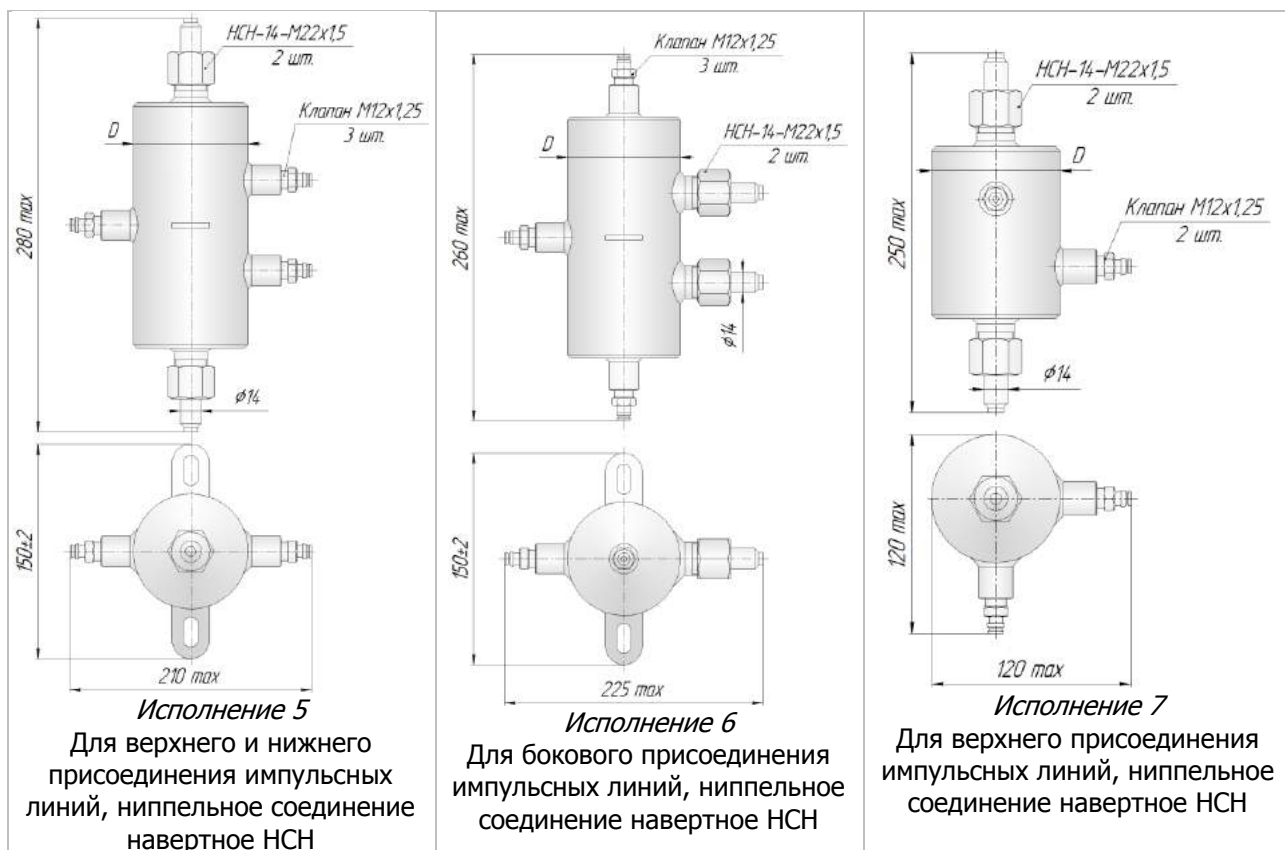 НСН-14-М22х1,5
2 шт.
Клапан М12х1,25
3 шт.
D
280 max
⌀14
150±2
210 max
Исполнение 5
Для верхнего и нижнего
присоединения импульсных
линий, ниппельное соединение
навертное НСН
Клапан М12х1,25
3 шт.
НСН-14-М22х1,5
2 шт.
D
260 max
⌀14
150±2
225 max
Исполнение 6
Для бокового присоединения
импульсных линий, ниппельное
соединение навертное НСН
НСН-14-М22х1,5
2 шт.
D
250 max
Клапан М12х1,25
2 шт.
⌀14
120 max
120 max
Исполнение 7
Для верхнего присоединения
импульсных линий, ниппельное
соединение навертное НСН